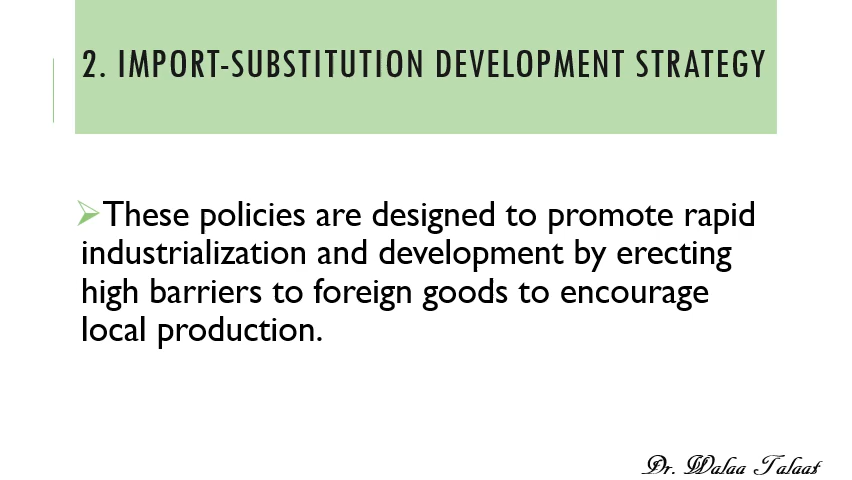 2. IMPORT-SUBSTITUTION DEVELOPMENT STRATEGY
These policies are designed to promote rapid
industrialization and development by erecting
high barriers to foreign goods to encourage
local production.
Dr. Walaa Talaat